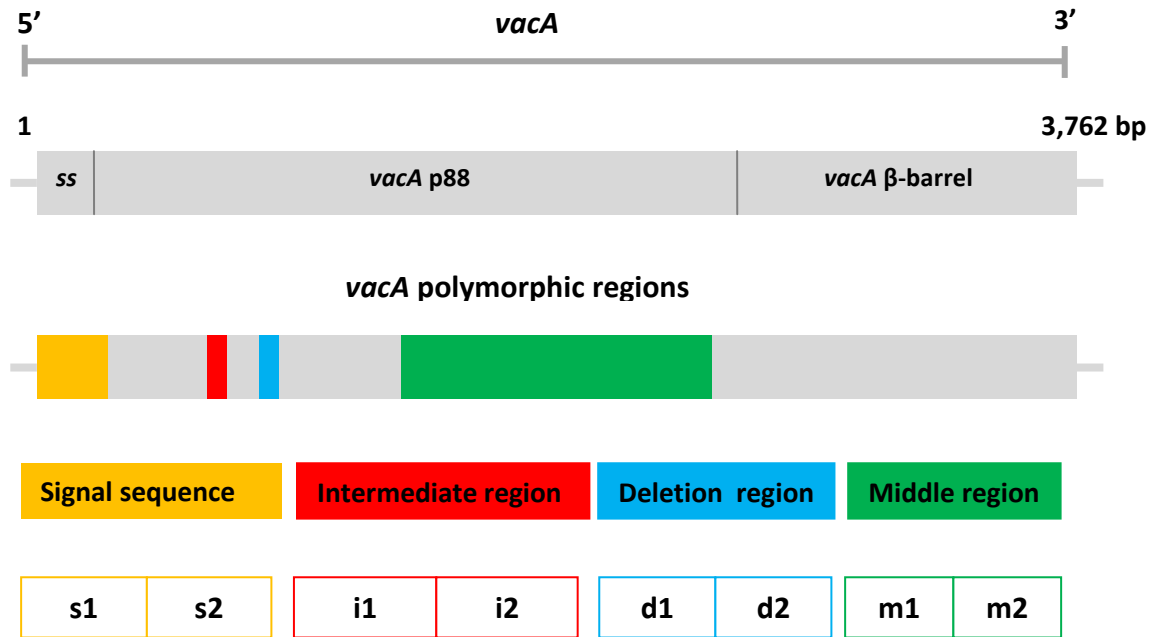 5’ vacA 3’
1 3,762 bp
ss vacA p88 vacA β-barrel
vacA polymorphic regions
Signal sequence Intermediate region Deletion region Middle region
s1 s2 i1 i2 d1 d2 m1 m2